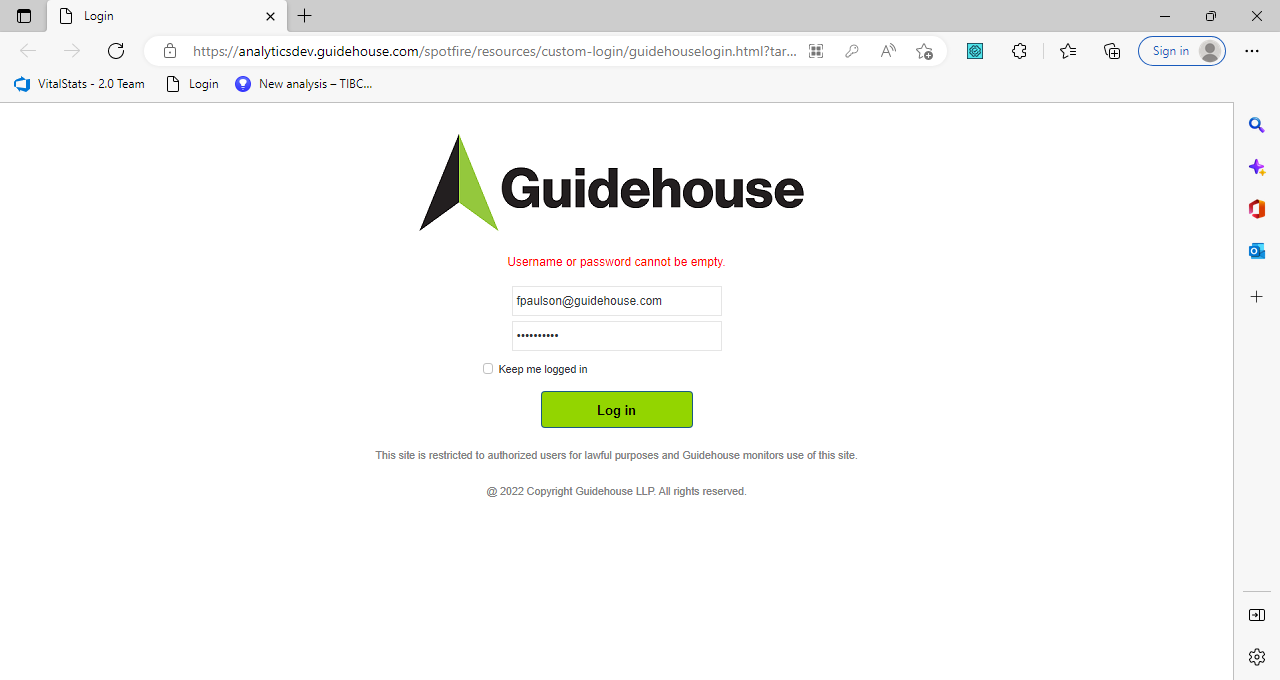 Login
https://analyticsdev.guidehouse.com/spotfire/resources/custom-login/guidehouselogin.html?tar...
Sign in
VitalStats - 2.0 Team
Login
New analysis – TIBC...
Guidehouse
Username or password cannot be empty.
fpaulson@guidehouse.com
••••••••••
Keep me logged in
Log in
This site is restricted to authorized users for lawful purposes and Guidehouse monitors use of this site.
@ 2022 Copyright Guidehouse LLP. All rights reserved.